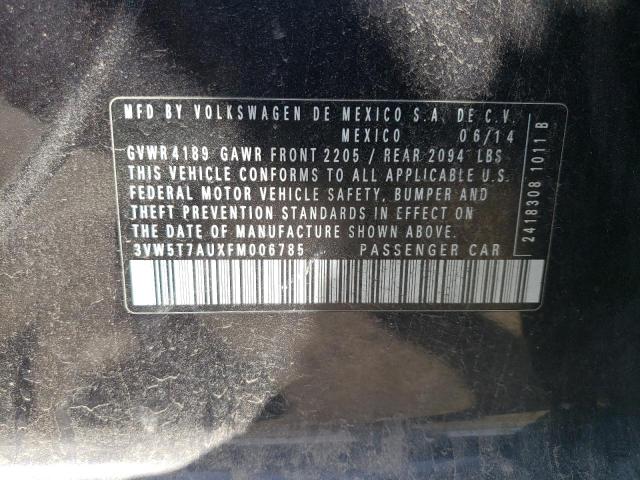 MFD BY VOLKSWAGEN DE MEXICO S.A. DE C.V.
MEXICO 06/14
GVWR 4189 GAWR FRONT 2205 / REAR 2094 LBS
THIS VEHICLE CONFORMS TO ALL APPLICABLE U.S.
FEDERAL MOTOR VEHICLE SAFETY, BUMPER AND
THEFT PREVENTION STANDARDS IN EFFECT ON
THE DATE OF MANUFACTURE SHOWN ABOVE.
3VW5T7AUXFM006785 PASSENGER CAR
2418308 1011 B